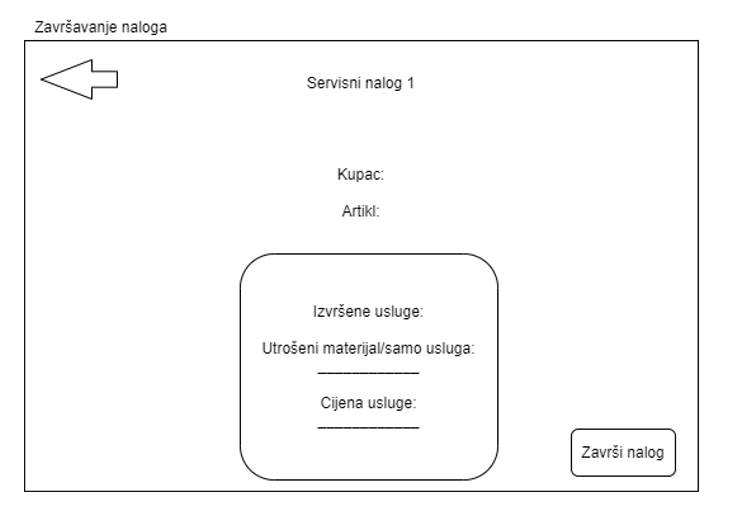 Završavanje naloga
Servisni nalog 1
Kupac:
Artikl:
Izvršene usluge:
Utrošeni materijal/samo usluga:
Cijena usluge:
Završi nalog